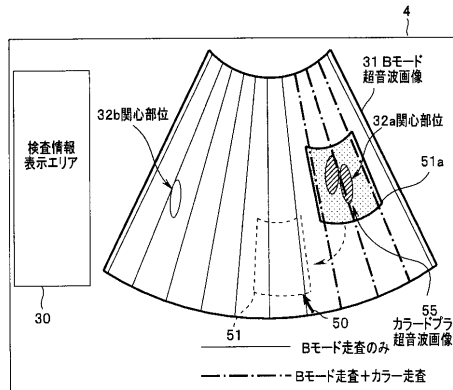 4
31 Bモード
超音波画像
32b関心部位
32a関心部位
検査情報
表示エリア
51a
30
51
50
55
カラードプラ
超音波画像
Bモード走査のみ
Bモード走査+カラー走査